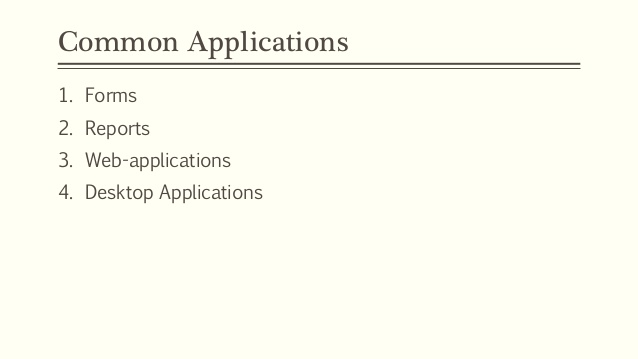 Common Applications
1. Forms
2. Reports
3. Web-applications
4. Desktop Applications